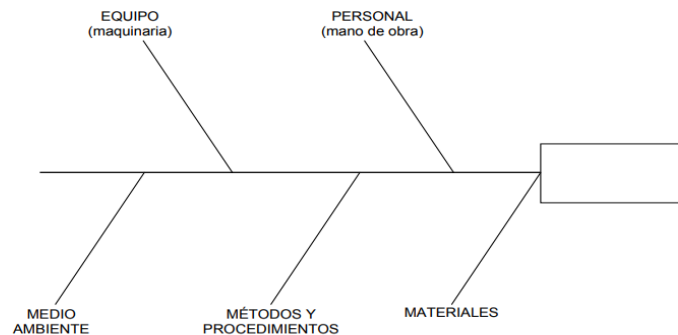 EQUIPO
(maquinaria)
PERSONAL
(mano de obra)
MEDIO
AMBIENTE
MÉTODOS Y
PROCEDIMIENTOS
MATERIALES